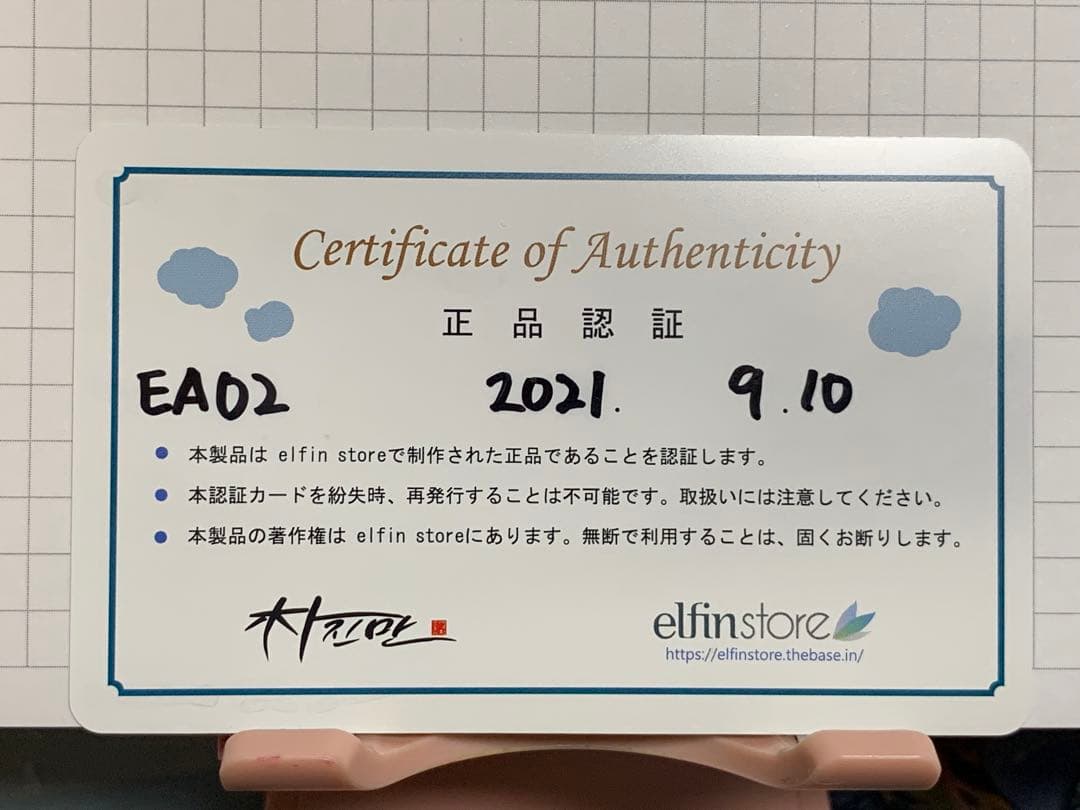 Certificate of Authenticity
正品認証
EA02 2021. 9.10
● 本製品は elfin storeで制作された正品であることを認証します。
● 本認証カードを紛失時、再発行することは不可能です。取扱いには注意してください。
● 本製品の著作権は elfin storeにあります。無断で利用することは、固くお断りします。
elfinstore
https://elfinstore.thebase.in/